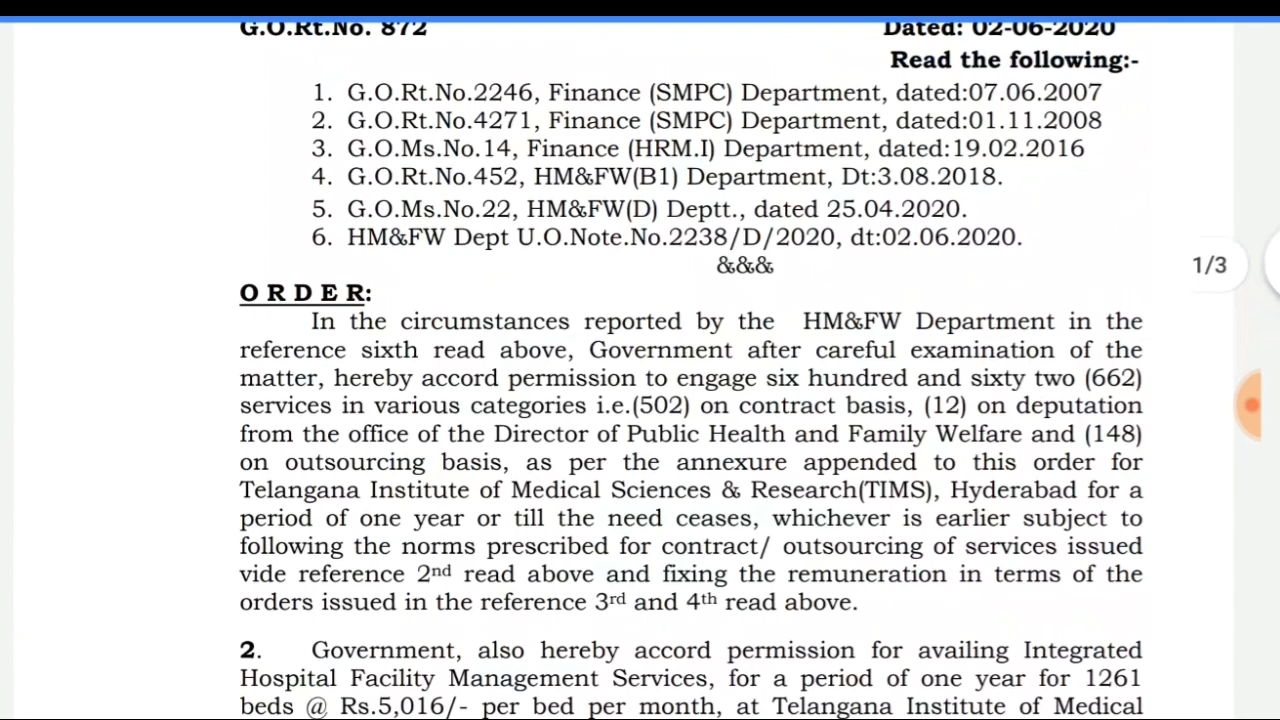 G.O.Rt.No. 872 Dated: 02-06-2020
Read the following:-
1. G.O.Rt.No.2246, Finance (SMPC) Department, dated:07.06.2007
2. G.O.Rt.No.4271, Finance (SMPC) Department, dated:01.11.2008
3. G.O.Ms.No.14, Finance (HRM.I) Department, dated:19.02.2016
4. G.O.Rt.No.452, HM&FW(B1) Department, Dt:3.08.2018.
5. G.O.Ms.No.22, HM&FW(D) Deptt., dated 25.04.2020.
6. HM&FW Dept U.O.Note.No.2238/D/2020, dt:02.06.2020.
&&&
1/3
O R D E R:
In the circumstances reported by the HM&FW Department in the
reference sixth read above, Government after careful examination of the
matter, hereby accord permission to engage six hundred and sixty two (662)
services in various categories i.e.(502) on contract basis, (12) on deputation
from the office of the Director of Public Health and Family Welfare and (148)
on outsourcing basis, as per the annexure appended to this order for
Telangana Institute of Medical Sciences & Research(TIMS), Hyderabad for a
period of one year or till the need ceases, whichever is earlier subject to
following the norms prescribed for contract/ outsourcing of services issued
vide reference 2nd read above and fixing the remuneration in terms of the
orders issued in the reference 3rd and 4th read above.
2. Government, also hereby accord permission for availing Integrated
Hospital Facility Management Services, for a period of one year for 1261
beds @ Rs.5,016/- per bed per month, at Telangana Institute of Medical